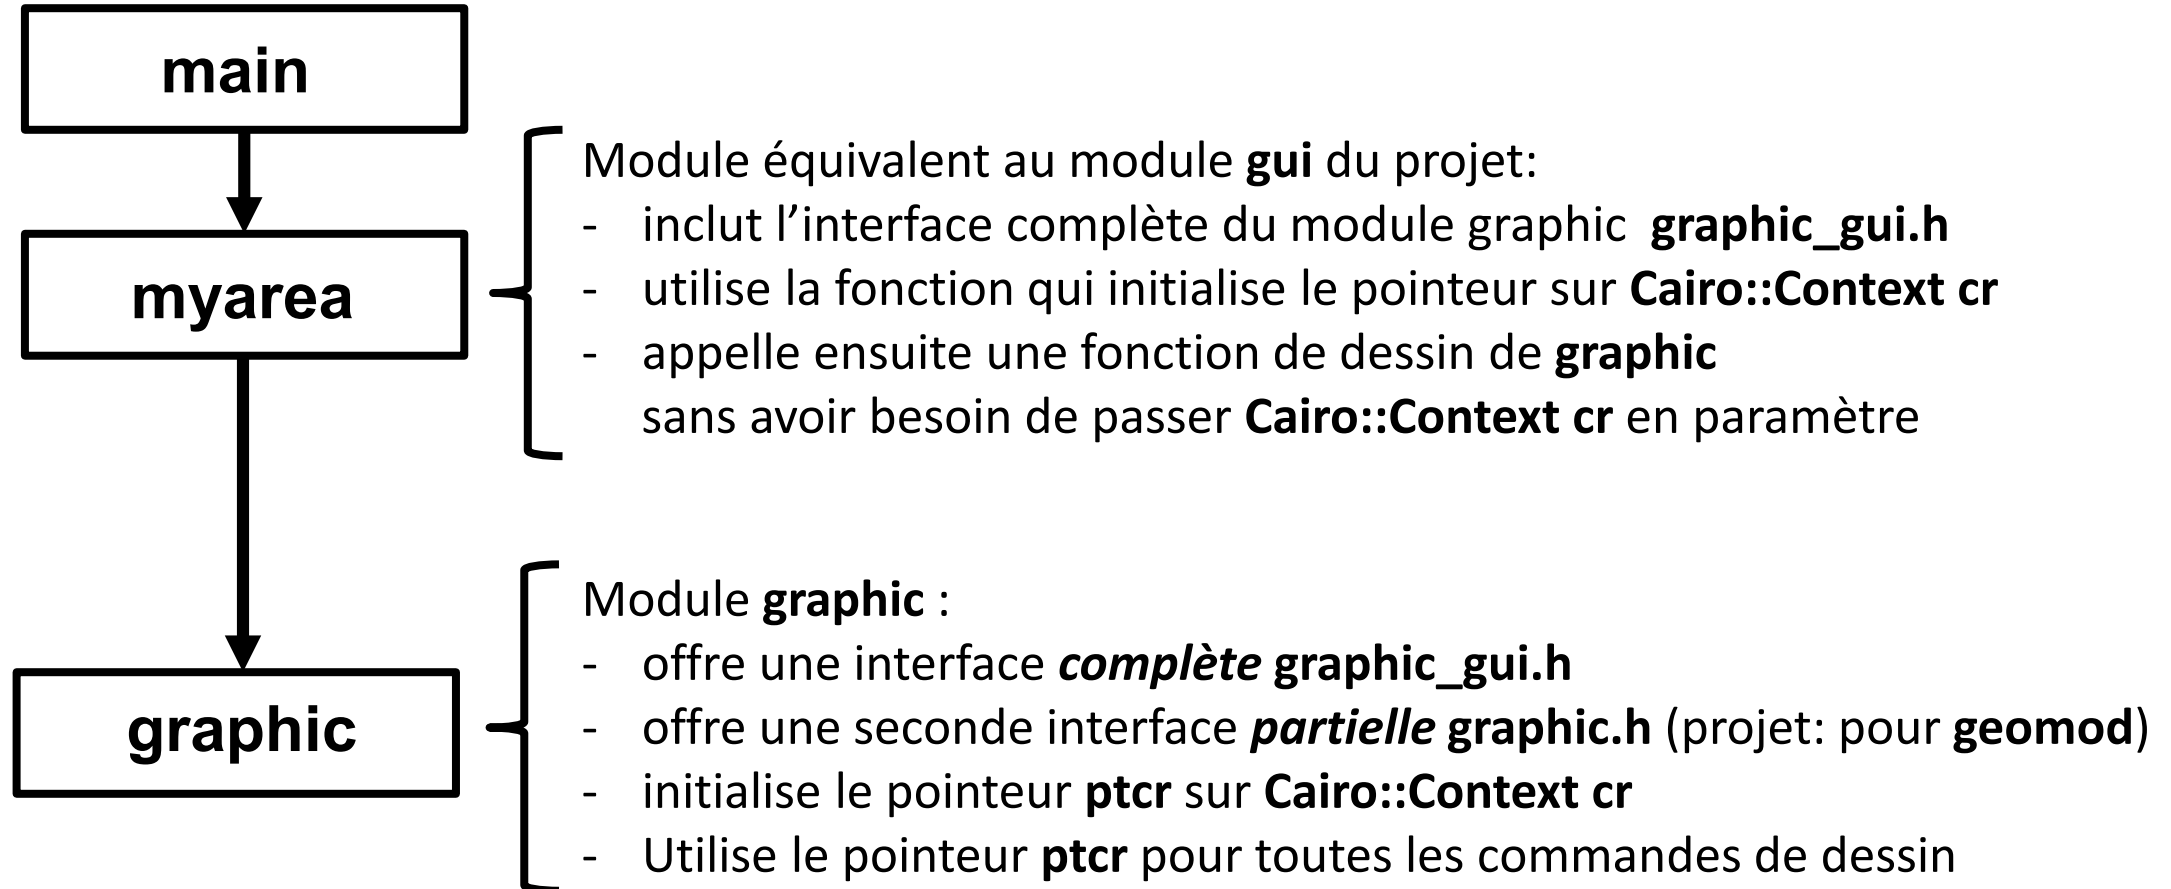 main
Module équivalent au module gui du projet:
- inclut l’interface complète du module graphic graphic_gui.h
myarea
- utilise la fonction qui initialise le pointeur sur Cairo::Context cr
- appelle ensuite une fonction de dessin de graphic
sans avoir besoin de passer Cairo::Context cr en paramètre
Module graphic :
- offre une interface complète graphic_gui.h
graphic
- offre une seconde interface partielle graphic.h (projet: pour geomod)
- initialise le pointeur ptcr sur Cairo::Context cr
- Utilise le pointeur ptcr pour toutes les commandes de dessin